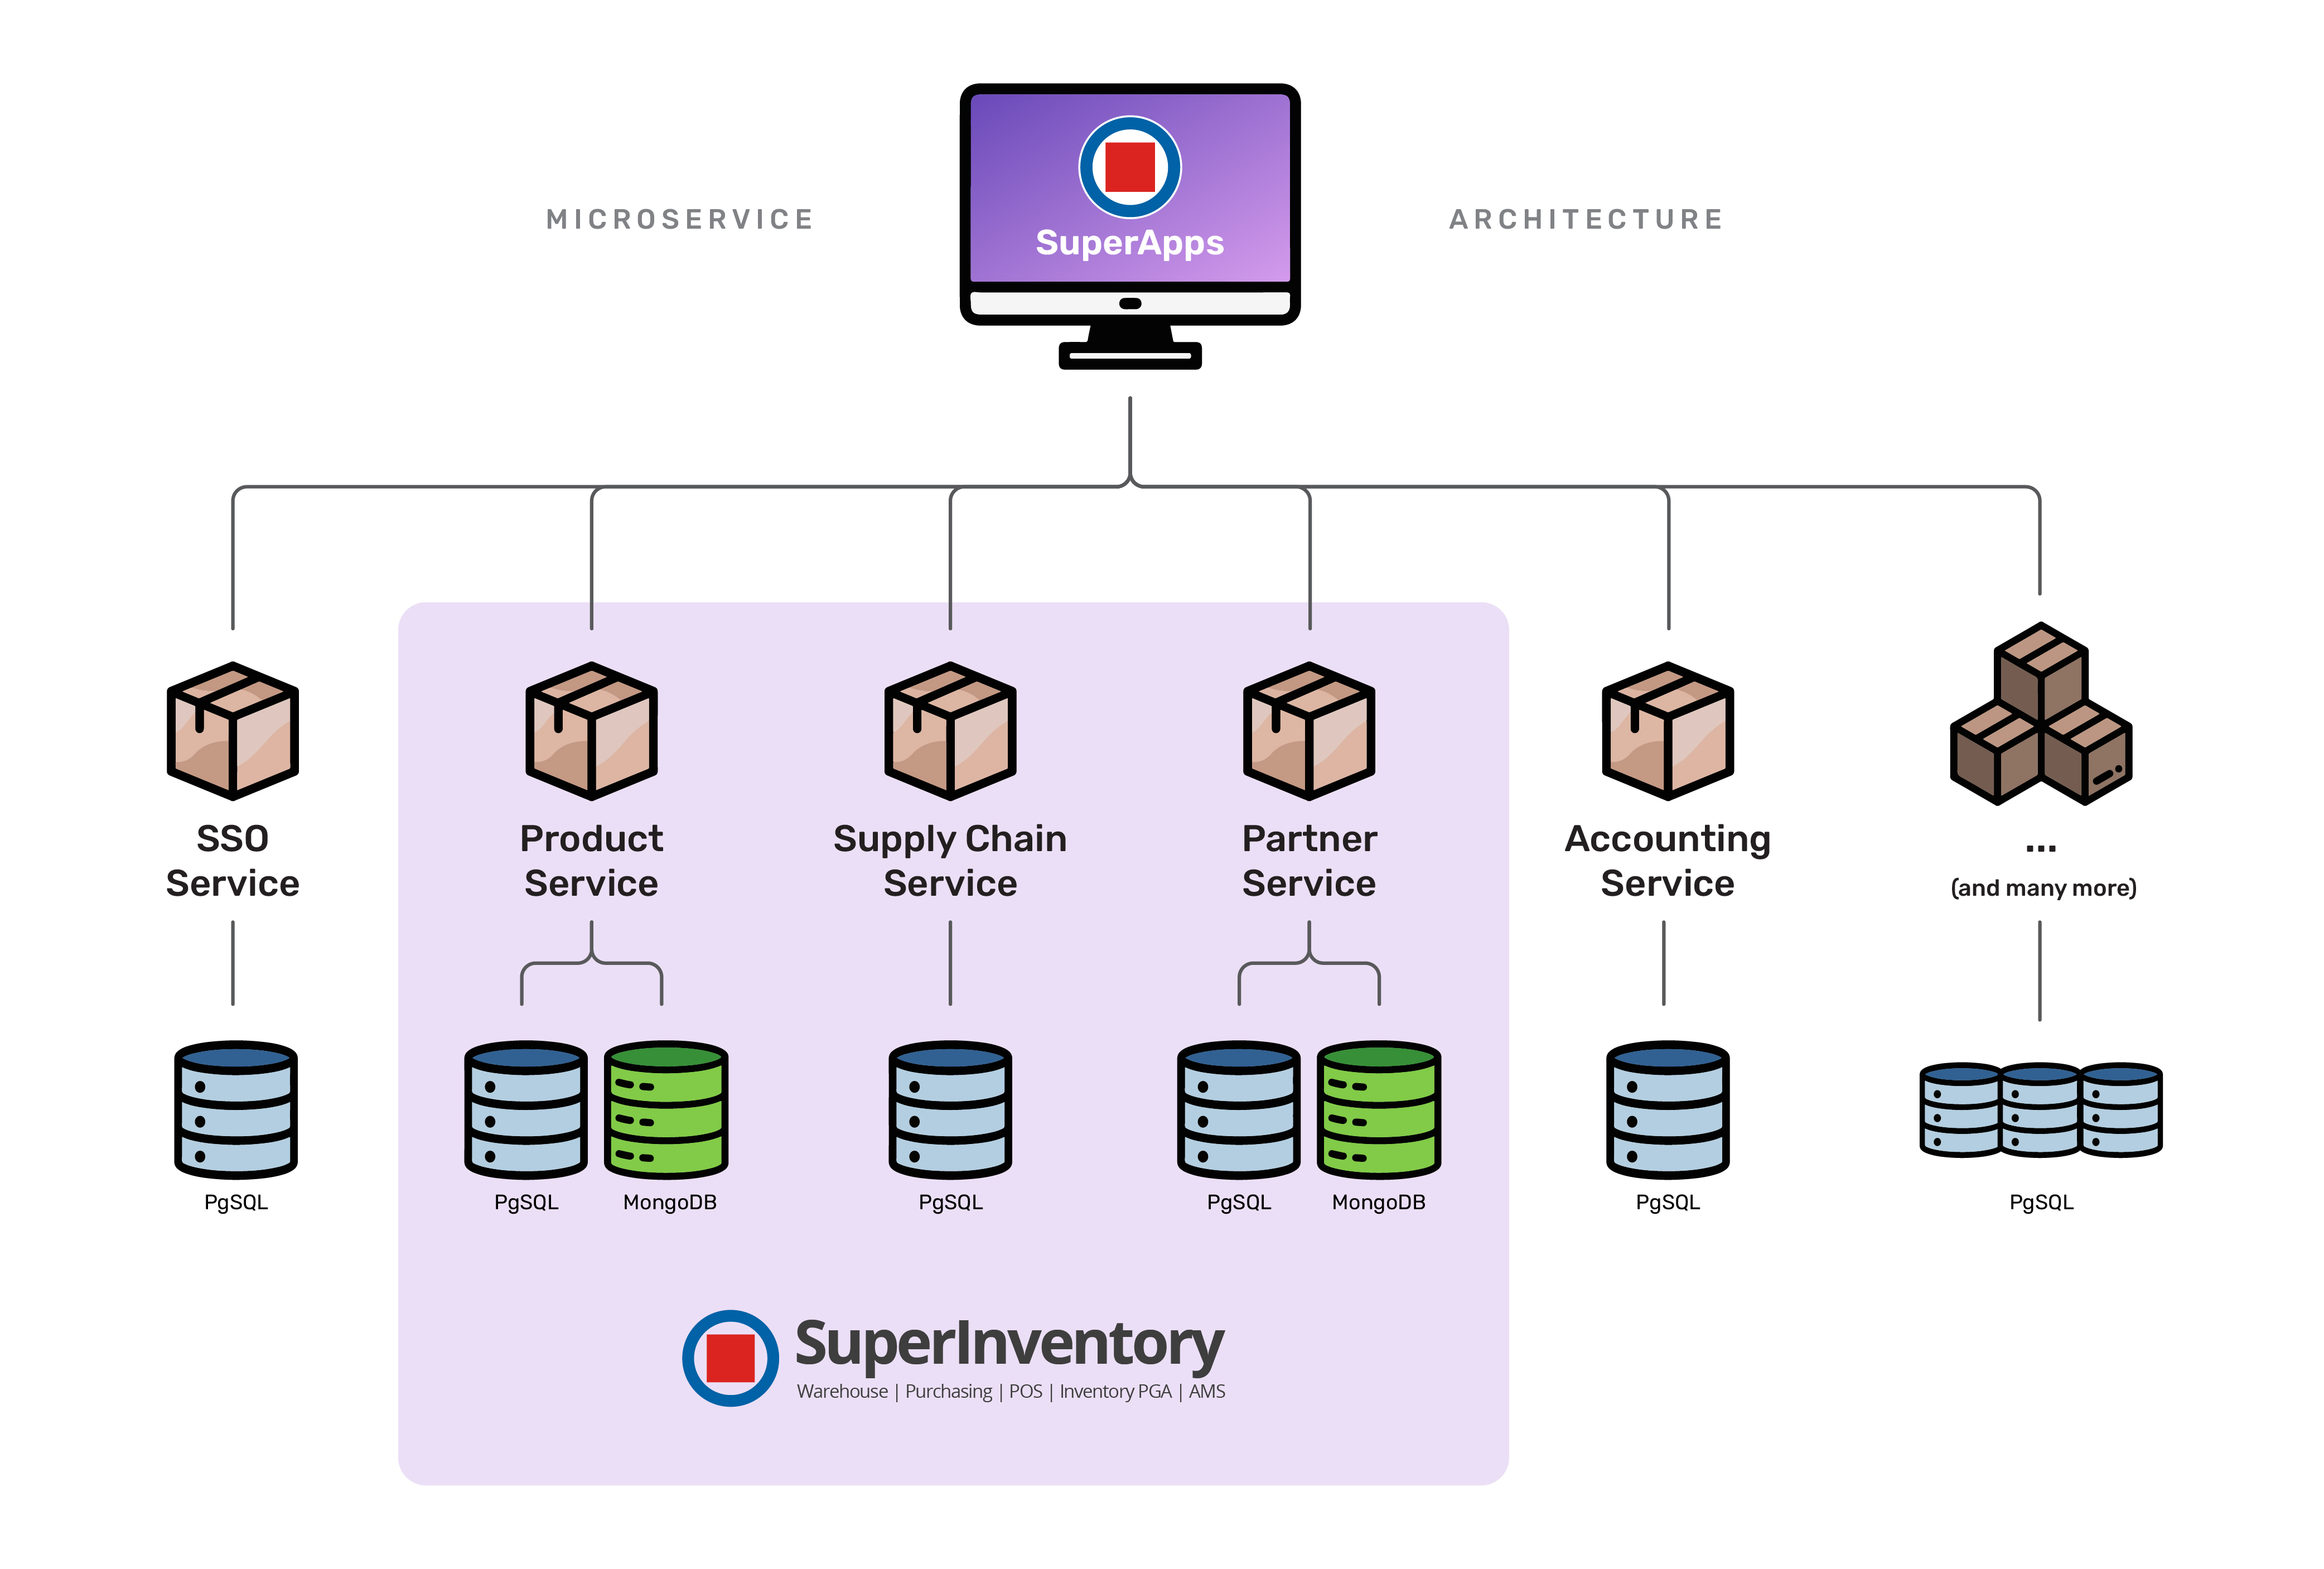 MICROSERVICE
ARCHITECTURE
SuperApps
SSO
Service
Product
Service
Supply Chain
Service
Partner
Service
Accounting
Service
...
(and many more)
PgSQL
PgSQL
MongoDB
PgSQL
PgSQL
MongoDB
PgSQL
PgSQL
SuperInventory
Warehouse | Purchasing | POS | Inventory PGA | AMS